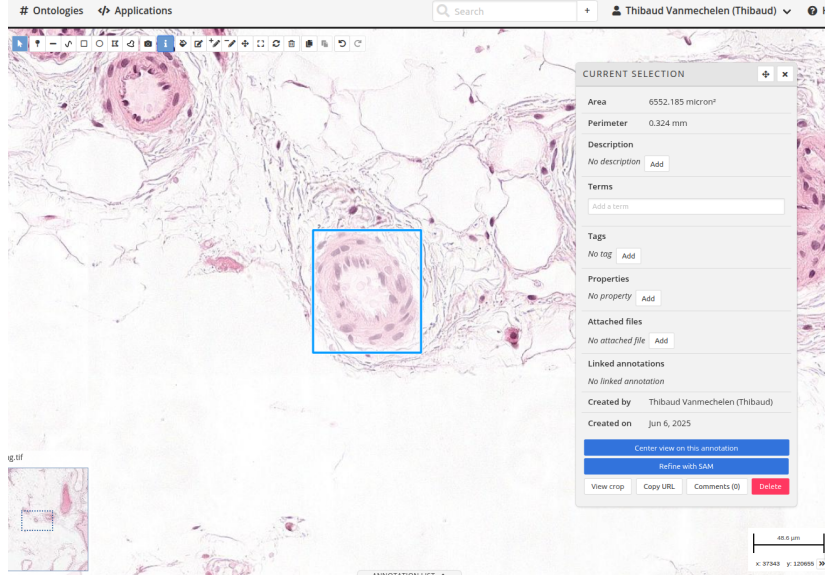 # Ontologies </> Applications Search + Thibaud Vanmechelen (Thibaud)
CURRENT SELECTION
Area 6552.185 micron²
Perimeter 0.324 mm
Description
No description Add
Terms
Add a term
Tags
No tag Add
Properties
No property Add
Attached files
No attached file Add
Linked annotations
No linked annotation
Created by Thibaud Vanmechelen (Thibaud)
Created on Jun 6, 2025
Center view on this annotation
Refine with SAM
View crop Copy URL Comments (0) Delete
g.tif
48.6 µm
x: 37343 y: 120655